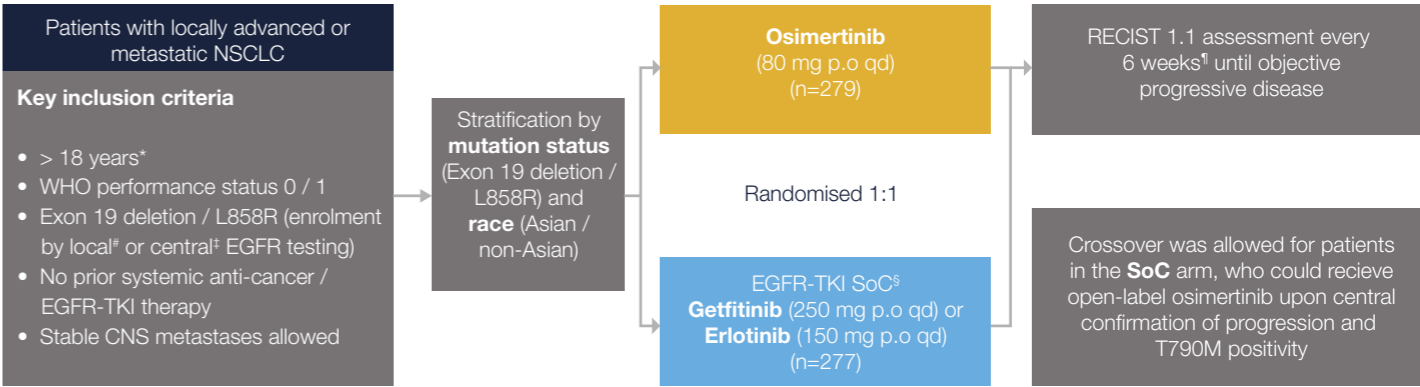 Patients with locally advanced or
metastatic NSCLC
Key inclusion criteria
• > 18 years*
• WHO performance status 0 / 1
• Exon 19 deletion / L858R (enrolment
by local# or central‡ EGFR testing)
• No prior systemic anti-cancer /
EGFR-TKI therapy
• Stable CNS metastases allowed
Stratification by
mutation status
(Exon 19 deletion /
L858R) and
race (Asian /
non-Asian)
Osimertinib
(80 mg p.o qd)
(n=279)
Randomised 1:1
EGFR-TKI SoC§
Getfitinib (250 mg p.o qd) or
Erlotinib (150 mg p.o qd)
(n=277)
RECIST 1.1 assessment every
6 weeks¶ until objective
progressive disease
Crossover was allowed for patients
in the SoC arm, who could recieve
open-label osimertinib upon central
confirmation of progression and
T790M positivity